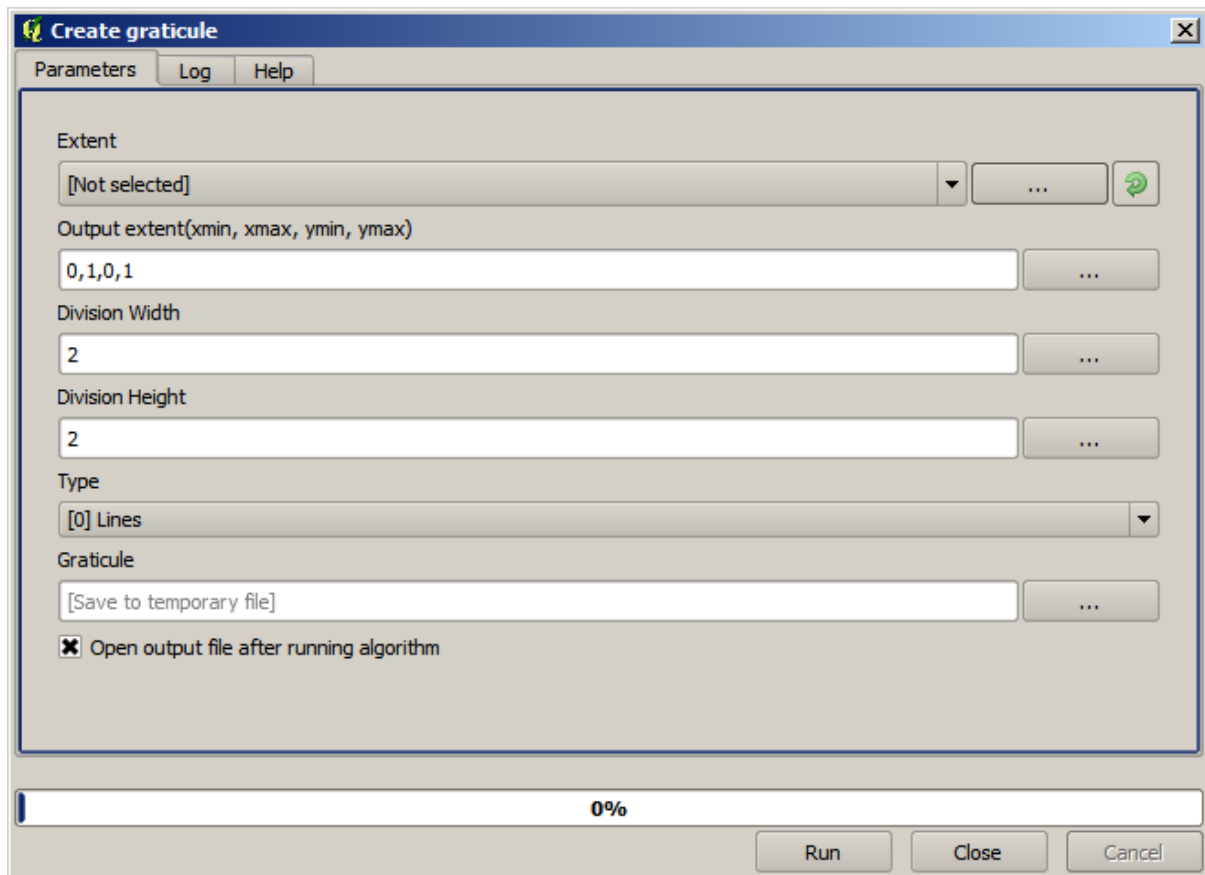 Create graticule
Parameters Log Help
Extent
[Not selected] ...
Output extent(xmin, xmax, ymin, ymax)
0,1,0,1 ...
Division Width
2 ...
Division Height
2 ...
Type
[0] Lines
Graticule
[Save to temporary file] ...
Open output file after running algorithm
0%
Run Close Cancel